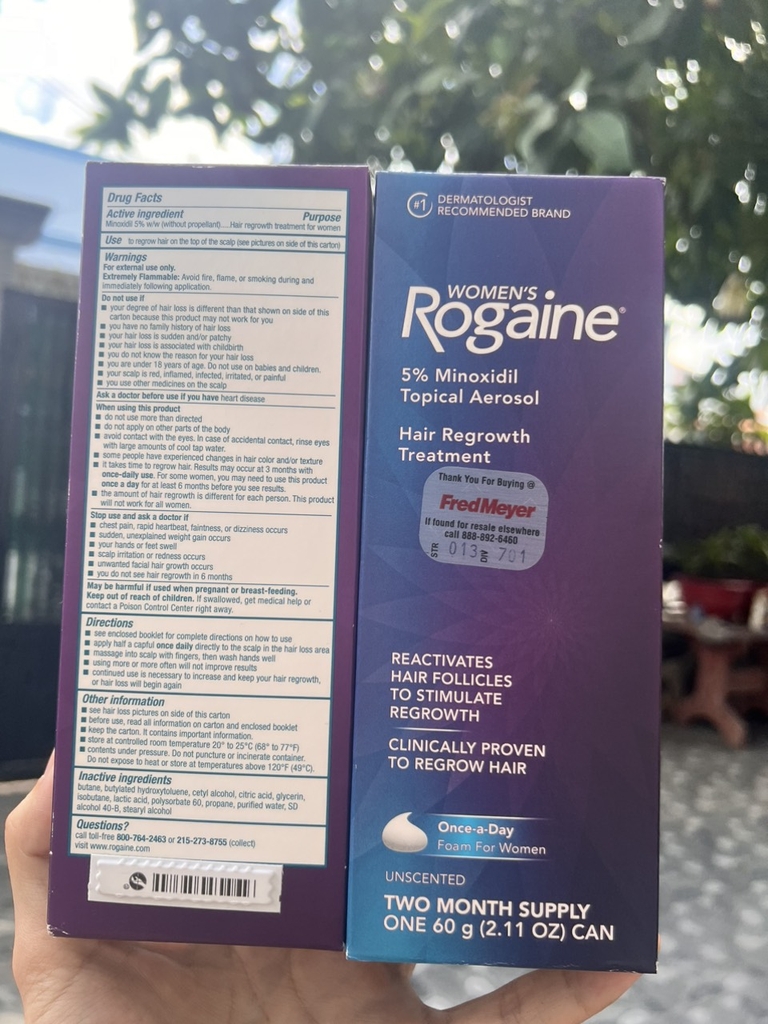 Drug Facts
Active ingredient Purpose
Minoxidil 5% w/w (without propellant).....Hair regrowth treatment for women
Use to regrow hair on the top of the scalp (see pictures on side of this carton)
Warnings
For external use only.
Extremely Flammable: Avoid fire, flame, or smoking during and
immediately following application.
Do not use if
■ your degree of hair loss is different than that shown on side of this
carton because this product may not work for you
■ you have no family history of hair loss
■ your hair loss is sudden and/or patchy
■ your hair loss is associated with childbirth
■ you do not know the reason for your hair loss
■ you are under 18 years of age. Do not use on babies and children.
■ your scalp is red, inflamed, infected, irritated, or painful
■ you use other medicines on the scalp
Ask a doctor before use if you have heart disease
When using this product
■ do not use more than directed
■ do not apply on other parts of the body
■ avoid contact with the eyes. In case of accidental contact, rinse eyes
with large amounts of cool tap water.
■ some people have experienced changes in hair color and/or texture
■ it takes time to regrow hair. Results may occur at 3 months with
once-daily use. For some women, you may need to use this product
once a day for at least 6 months before you see results.
■ the amount of hair regrowth is different for each person. This product
will not work for all women.
Stop use and ask a doctor if
■ chest pain, rapid heartbeat, faintness, or dizziness occurs
■ sudden, unexplained weight gain occurs
■ your hands or feet swell
■ scalp irritation or redness occurs
■ unwanted facial hair growth occurs
■ you do not see hair regrowth in 6 months
May be harmful if used when pregnant or breast-feeding.
Keep out of reach of children. If swallowed, get medical help or
contact a Poison Control Center right away.
Directions
■ see enclosed booklet for complete directions on how to use
■ apply half a capful once daily directly to the scalp in the hair loss area
■ massage into scalp with fingers, then wash hands well
■ using more or more often will not improve results
■ continued use is necessary to increase and keep your hair regrowth,
or hair loss will begin again
Other information
■ see hair loss pictures on side of this carton
■ before use, read all information on carton and enclosed booklet
■ keep the carton. It contains important information.
■ store at controlled room temperature 20° to 25°C (68° to 77°F)
■ contents under pressure. Do not puncture or incinerate container.
Do not expose to heat or store at temperatures above 120°F (49°C).
Inactive ingredients
butane, butylated hydroxytoluene, cetyl alcohol, citric acid, glycerin,
isobutane, lactic acid, polysorbate 60, propane, purified water, SD
alcohol 40-B, stearyl alcohol
Questions?
call toll-free 800-764-2463 or 215-273-8755 (collect)
visit www.rogaine.com
#1 DERMATOLOGIST
RECOMMENDED BRAND
WOMEN'S
Rogaine®
5% Minoxidil
Topical Aerosol
Hair Regrowth
Treatment
Thank You For Buying @
FredMeyer
If found for resale elsewhere
call 888-892-6460
STR 013 DIV 701
REACTIVATES
HAIR FOLLICLES
TO STIMULATE
REGROWTH
CLINICALLY PROVEN
TO REGROW HAIR
Once-a-Day
Foam For Women
UNSCENTED
TWO MONTH SUPPLY
ONE 60 g (2.11 OZ) CAN